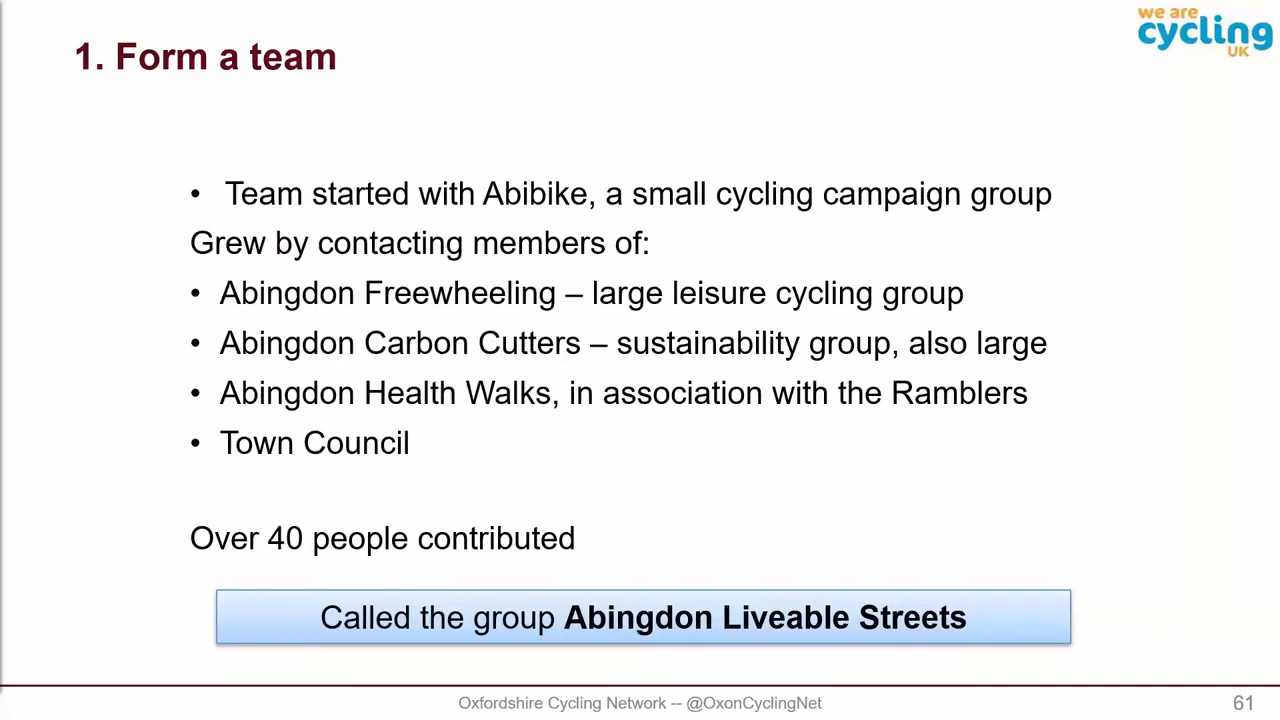 we are
cycling
UK
1. Form a team
• Team started with Abibike, a small cycling campaign group
Grew by contacting members of:
• Abingdon Freewheeling – large leisure cycling group
• Abingdon Carbon Cutters – sustainability group, also large
• Abingdon Health Walks, in association with the Ramblers
• Town Council
Over 40 people contributed
Called the group Abingdon Liveable Streets
Oxfordshire Cycling Network -- @OxonCyclingNet
61